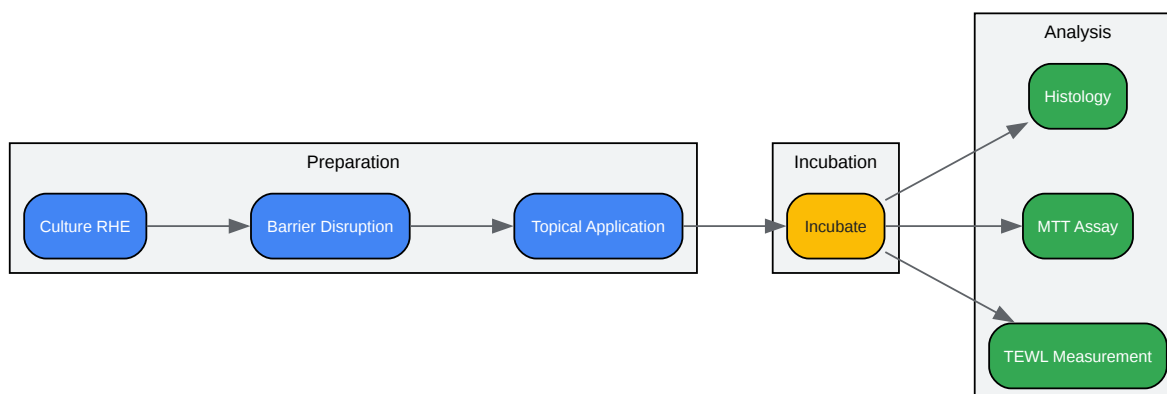 Preparation
Culture RHE
Barrier Disruption
Topical Application
Incubation
Incubate
Analysis
Histology
MTT Assay
TEWL Measurement